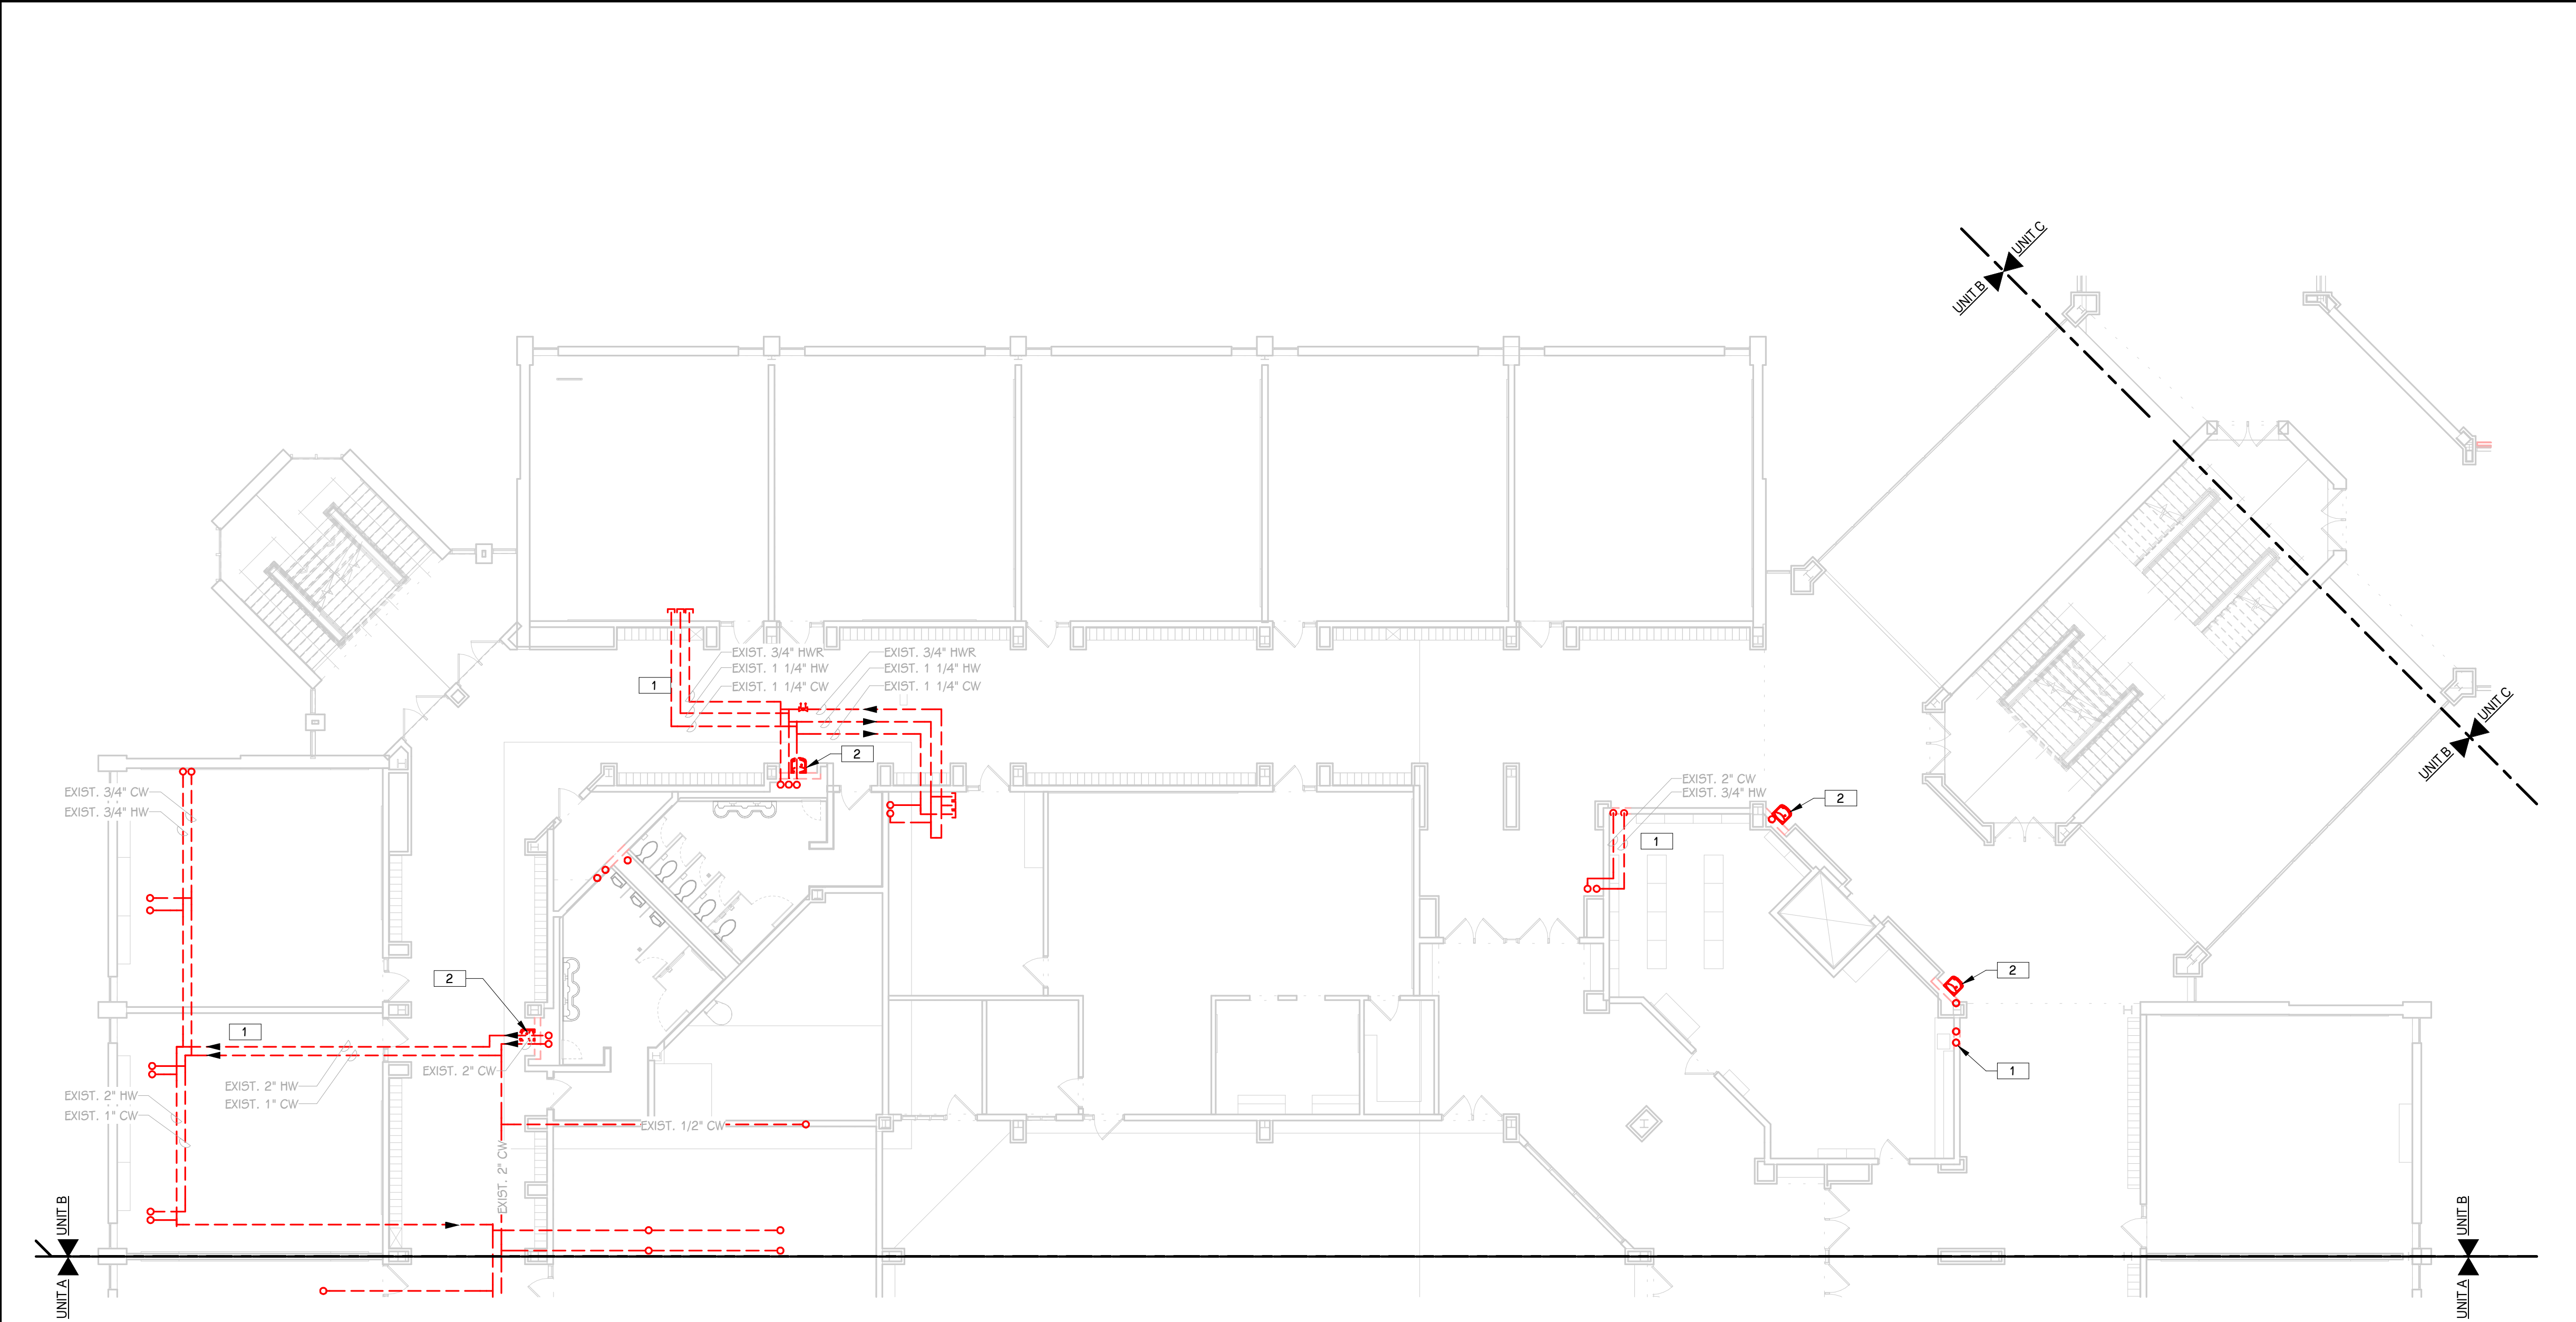 UNIT C
UNIT B
EXIST. 3/4" HWR
EXIST. 1 1/4" HW
EXIST. 1 1/4" CW
EXIST. 3/4" HWR
EXIST. 1 1/4" HW
EXIST. 1 1/4" CW
1
UNIT C
UNIT B
2
EXIST. 3/4" CW
EXIST. 3/4" HW
EXIST. 2" CW
EXIST. 3/4" HW
2
1
2
2
1
EXIST. 2" CW
1
EXIST. 2" HW
EXIST. 1" CW
EXIST. 2" HW
EXIST. 1" CW
EXIST. 1/2" CW
EXIST. 2" CW
UNIT B
UNIT A
UNIT B
UNIT A